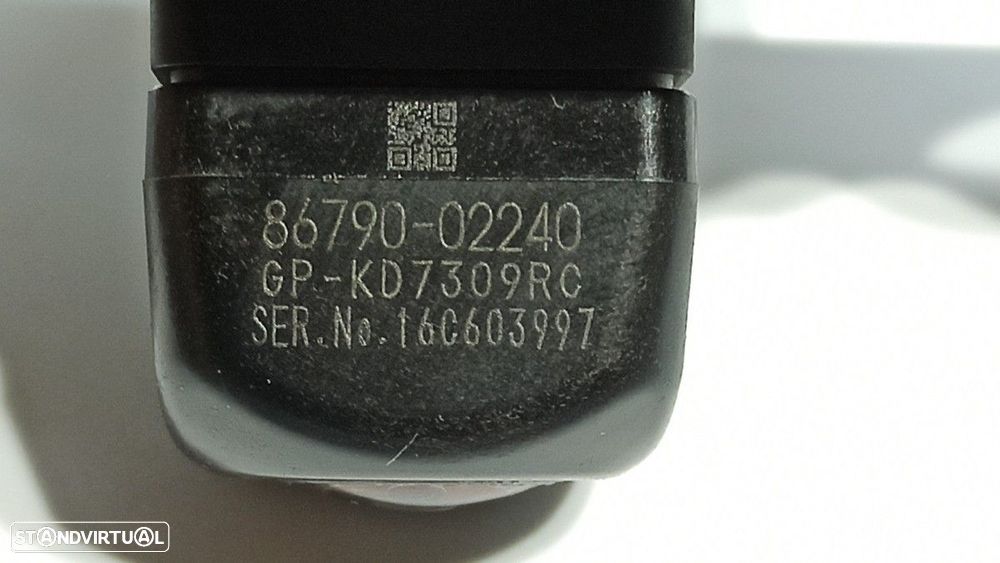 86790-02240
GP-KD7309RC
SER.No.16C603997
STANDVIRTUAL